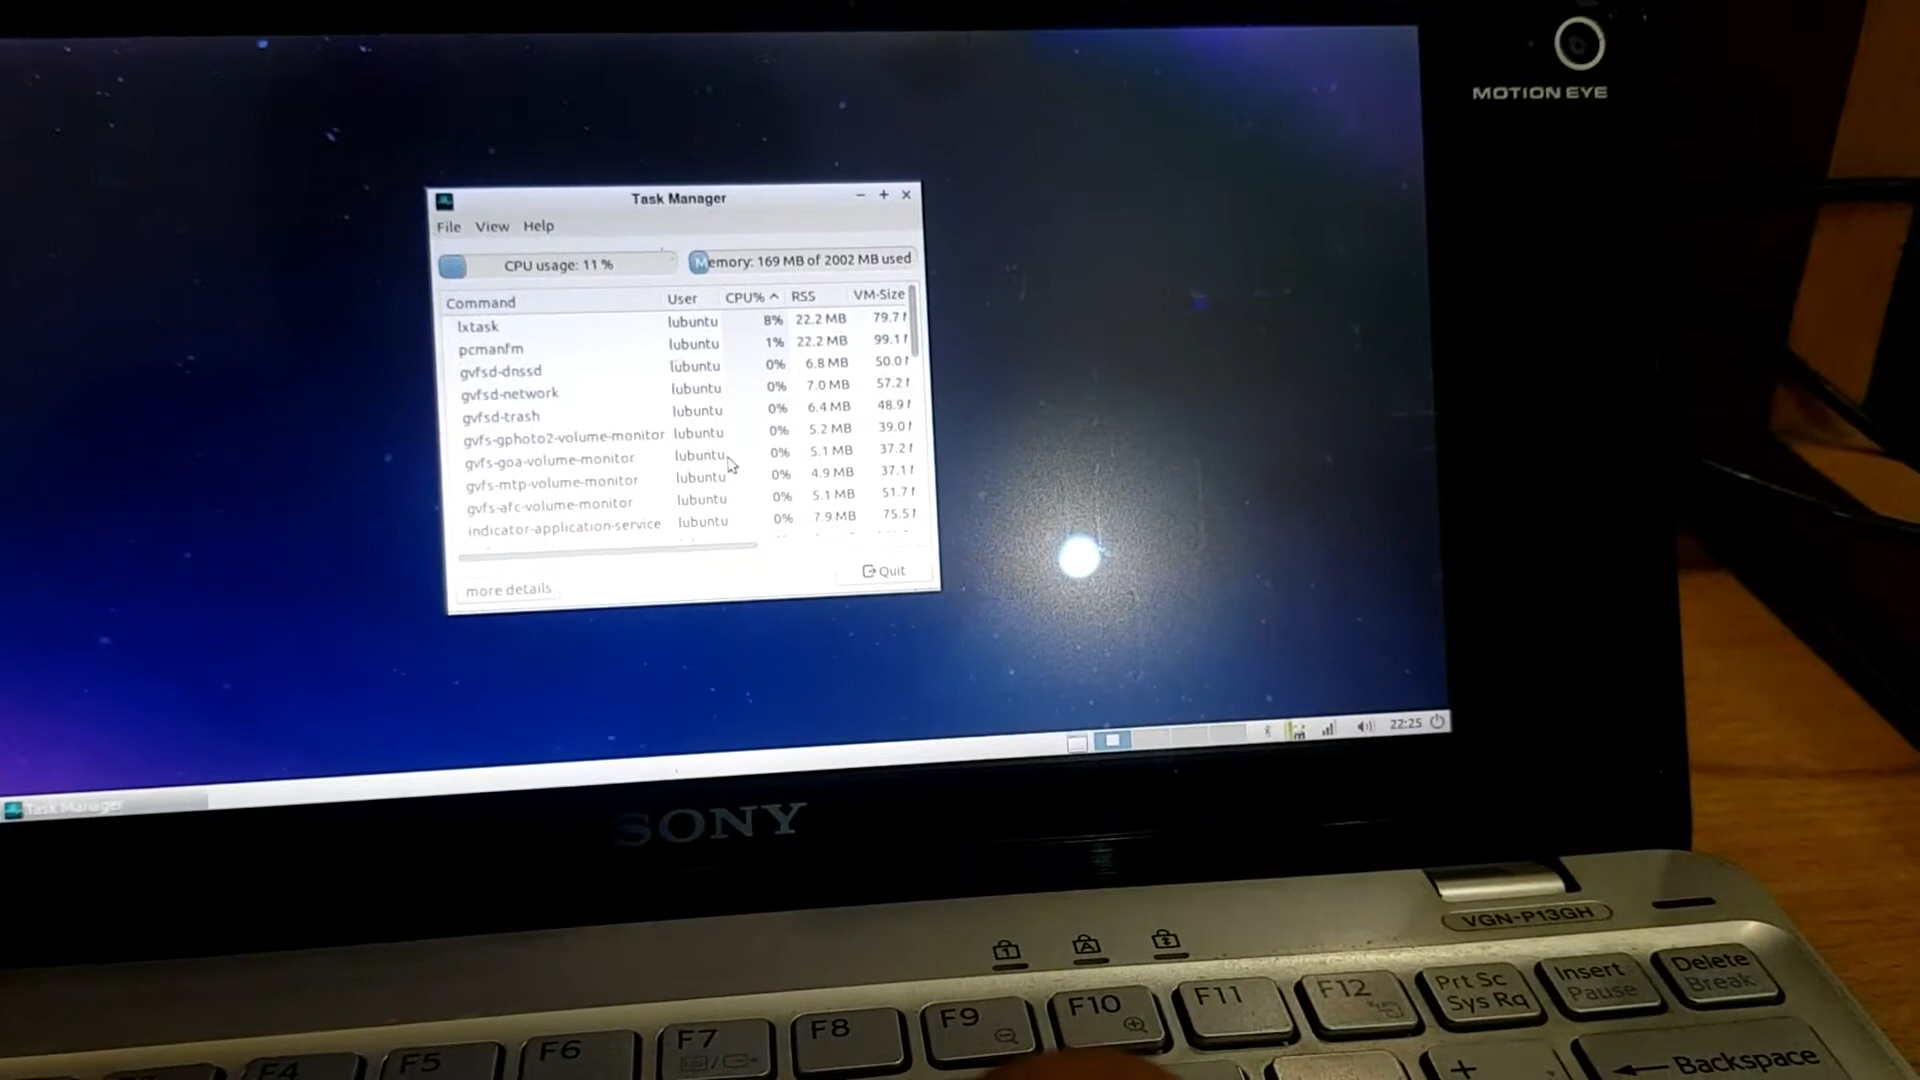 MOTION EYE
Task Manager
File View Help
CPU usage: 11 % Memory: 169 MB of 2002 MB used
Command User CPU% RSS VM-Size
lxtask lubuntu 8% 22.2 MB 79.7
pcmanfm lubuntu 1% 22.2 MB 99.1
gvfsd-dnssd lubuntu 0% 6.8 MB 50.0
gvfsd-network lubuntu 0% 7.0 MB 57.2
gvfsd-trash lubuntu 0% 6.4 MB 48.9
gvfs-gphoto2-volume-monitor lubuntu 0% 5.2 MB 39.0
gvfs-goa-volume-monitor lubuntu 0% 5.1 MB 37.2
gvfs-mtp-volume-monitor lubuntu 0% 4.9 MB 37.1
gvfs-afc-volume-monitor lubuntu 0% 5.1 MB 51.7
indicator-application-service lubuntu 0% 7.9 MB 75.5
more details Quit
22:25
Task Manager
SONY
VGN-P13GH
F4 F5 F6 F7 F8 F9 F10 F11 F12 Prt Sc Insert Delete
Sys Rq Pause Break
+ Backspace